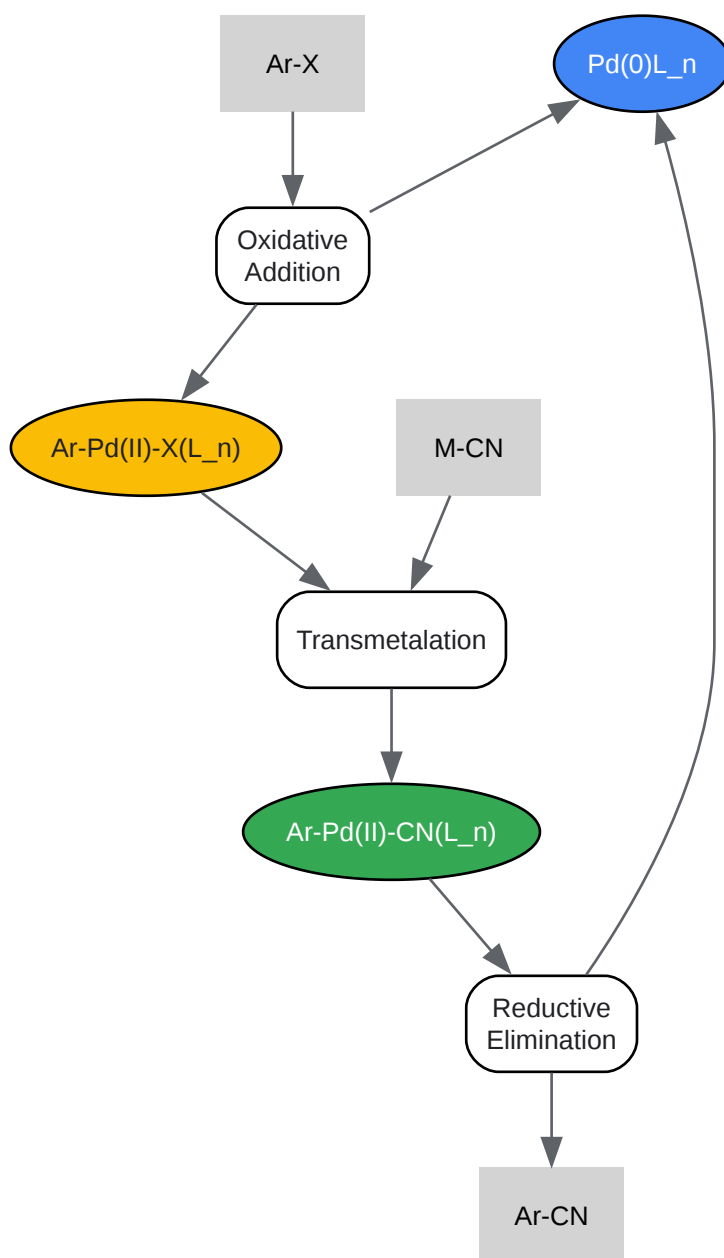 Ar-X
Pd(0)L_n
Oxidative
Addition
Ar-Pd(II)-X(L_n)
M-CN
Transmetalation
Ar-Pd(II)-CN(L_n)
Reductive
Elimination
Ar-CN